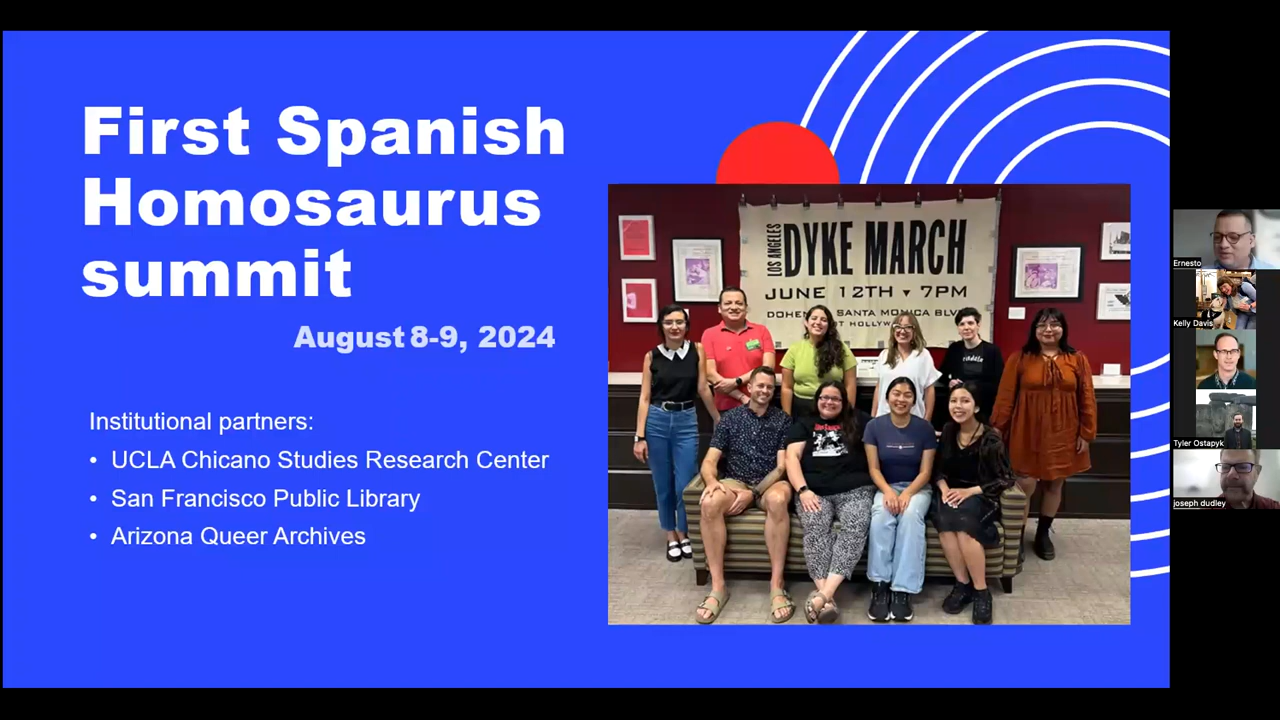 First Spanish
Homosaurus
summit
August 8-9, 2024
Institutional partners:
• UCLA Chicano Studies Research Center
• San Francisco Public Library
• Arizona Queer Archives
LOS ANGELES
DYKE MARCH
JUNE 12TH ▾ 7PM
SANTA MONICA
Ernesto
Kelly Davis
Tyler Ostapyk
joseph dudley